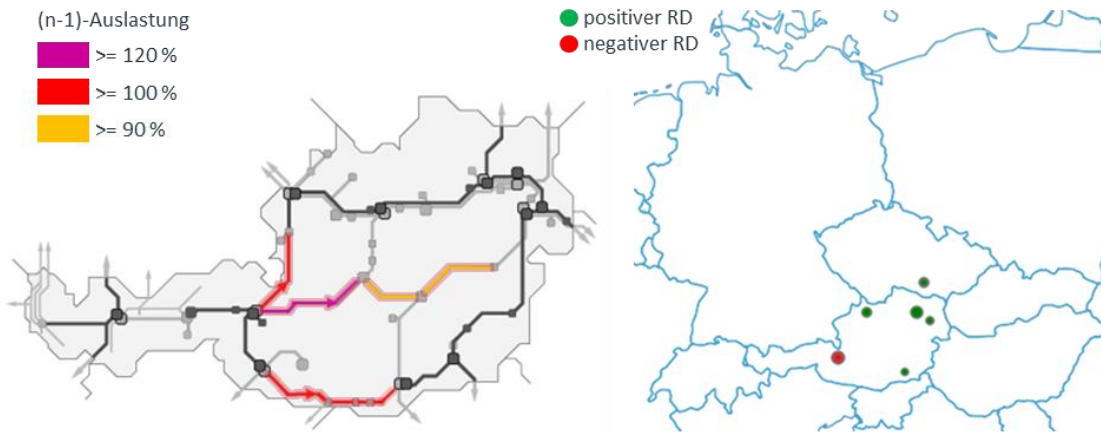 (n-1)-Auslastung
>= 120 %
>= 100 %
>= 90 %
positiver RD
negativer RD